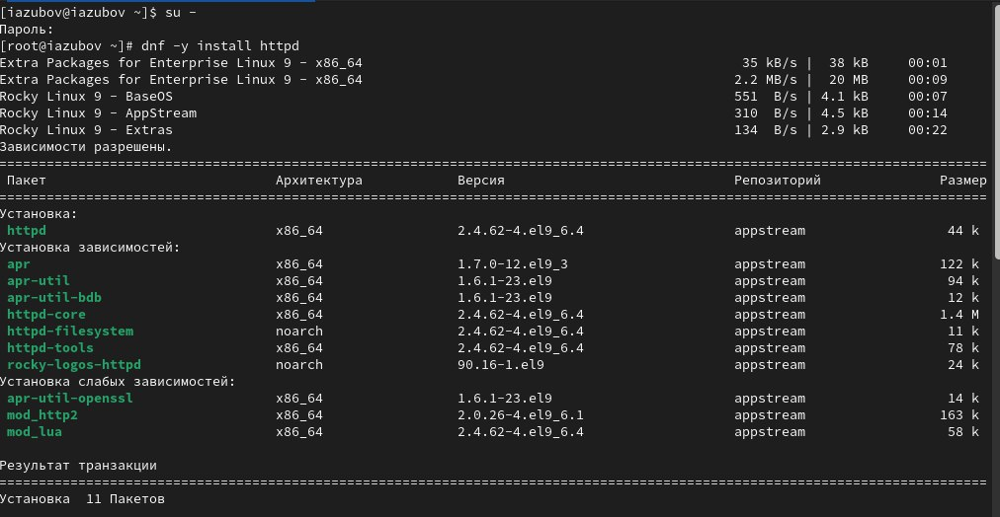 [iazubov@iazubov ~]$ su -
Пароль:
[root@iazubov ~]# dnf -y install httpd
Extra Packages for Enterprise Linux 9 - x86_64 35 kB/s | 38 kB 00:01
Extra Packages for Enterprise Linux 9 - x86_64 2.2 MB/s | 20 MB 00:09
Rocky Linux 9 - BaseOS 551 B/s | 4.1 kB 00:07
Rocky Linux 9 - AppStream 310 B/s | 4.5 kB 00:14
Rocky Linux 9 - Extras 134 B/s | 2.9 kB 00:22
Зависимости разрешены.
Пакет Архитектура Версия Репозиторий Размер
Установка:
httpd x86_64 2.4.62-4.el9_6.4 appstream 44 k
Установка зависимостей:
apr x86_64 1.7.0-12.el9_3 appstream 122 k
apr-util x86_64 1.6.1-23.el9 appstream 94 k
apr-util-bdb x86_64 1.6.1-23.el9 appstream 12 k
httpd-core x86_64 2.4.62-4.el9_6.4 appstream 1.4 M
httpd-filesystem noarch 2.4.62-4.el9_6.4 appstream 11 k
httpd-tools x86_64 2.4.62-4.el9_6.4 appstream 78 k
rocky-logos-httpd noarch 90.16-1.el9 appstream 24 k
Установка слабых зависимостей:
apr-util-openssl x86_64 1.6.1-23.el9 appstream 14 k
mod_http2 x86_64 2.0.26-4.el9_6.1 appstream 163 k
mod_lua x86_64 2.4.62-4.el9_6.4 appstream 58 k
Результат транзакции
Установка 11 Пакетов